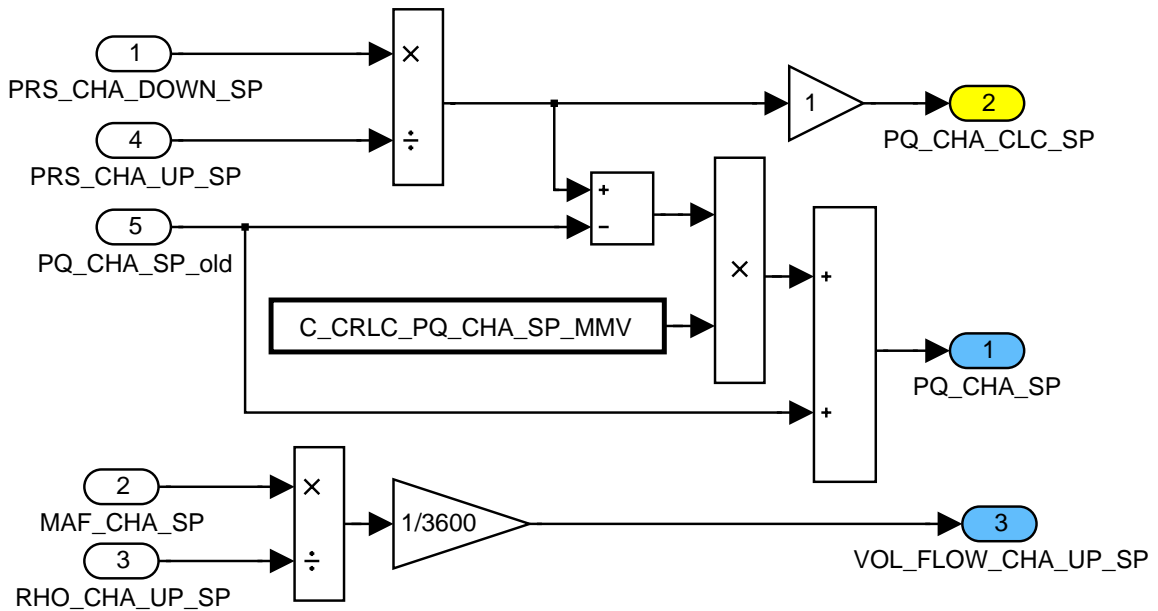 1
PRS_CHA_DOWN_SP
×
÷
4
PRS_CHA_UP_SP
1
2
PQ_CHA_CLC_SP
5
PQ_CHA_SP_old
+
−
×
C_CRLC_PQ_CHA_SP_MMV
+
+
1
PQ_CHA_SP
2
MAF_CHA_SP
3
RHO_CHA_UP_SP
×
÷
1/3600
3
VOL_FLOW_CHA_UP_SP